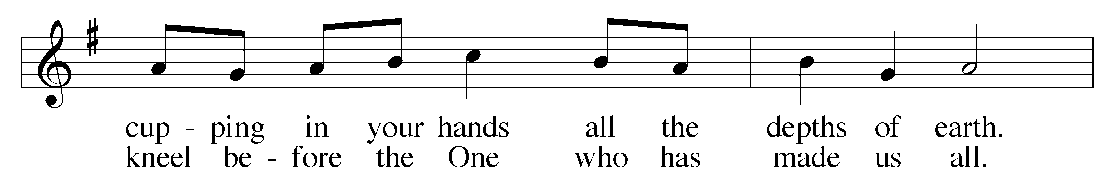 cup - ping in your hands all the depths of earth.
kneel be - fore the One who has made us all.